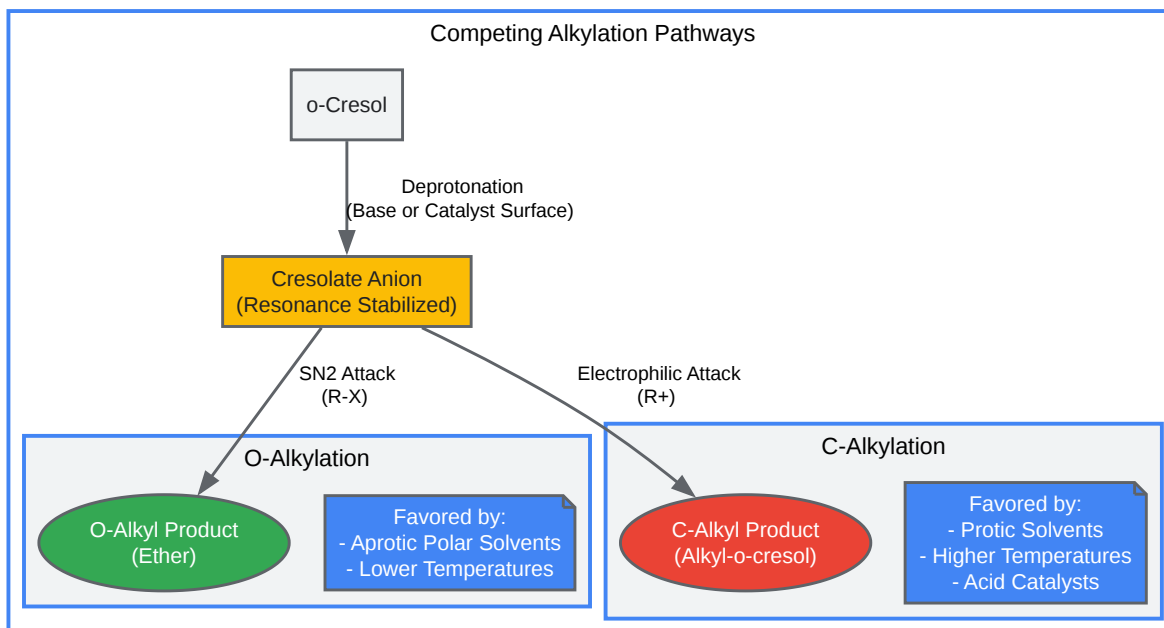 Competing Alkylation Pathways
o-Cresol
Deprotonation
(Base or Catalyst Surface)
Cresolate Anion
(Resonance Stabilized)
SN2 Attack
(R-X)
Electrophilic Attack
(R+)
O-Alkylation
O-Alkyl Product
(Ether)
Favored by:
- Aprotic Polar Solvents
- Lower Temperatures
C-Alkylation
C-Alkyl Product
(Alkyl-o-cresol)
Favored by:
- Protic Solvents
- Higher Temperatures
- Acid Catalysts